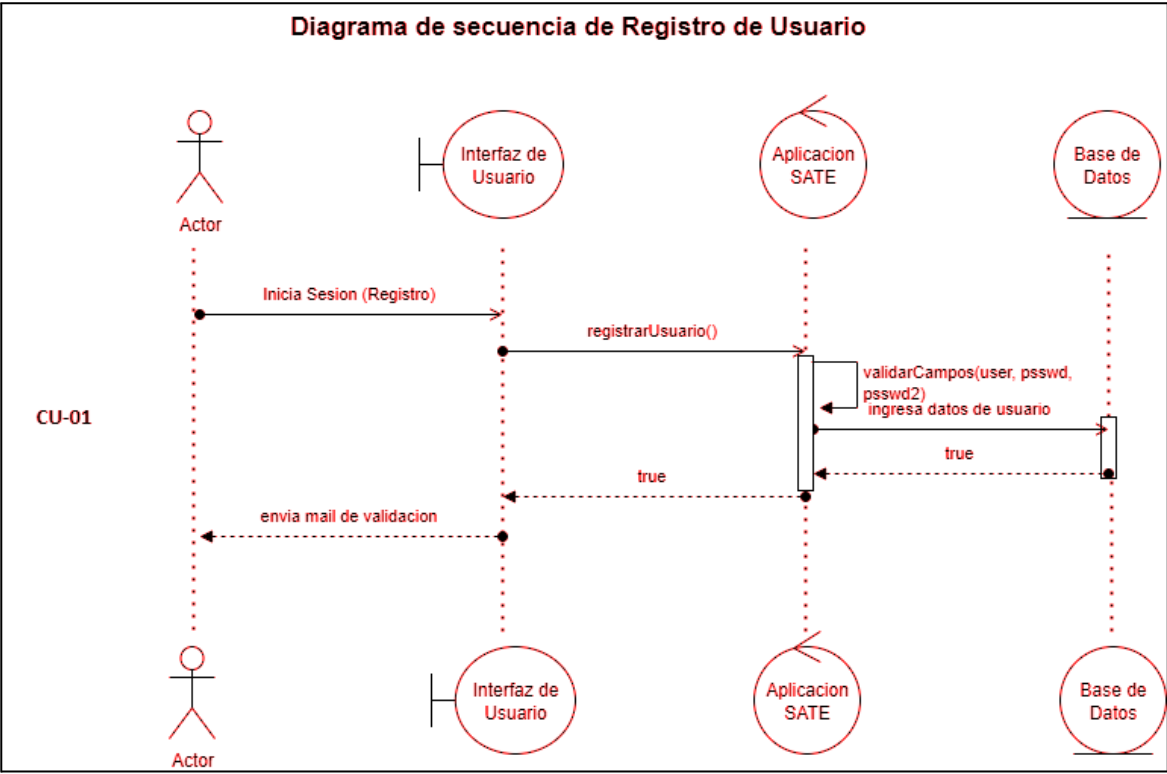 Diagrama de secuencia de Registro de Usuario
Interfaz de
Usuario
Aplicacion
SATE
Base de
Datos
Actor
Inicia Sesion (Registro)
registrarUsuario()
validarCampos(user, psswd,
psswd2)
CU-01
ingresa datos de usuario
true
true
envia mail de validacion
Interfaz de
Usuario
Aplicacion
SATE
Base de
Datos
Actor